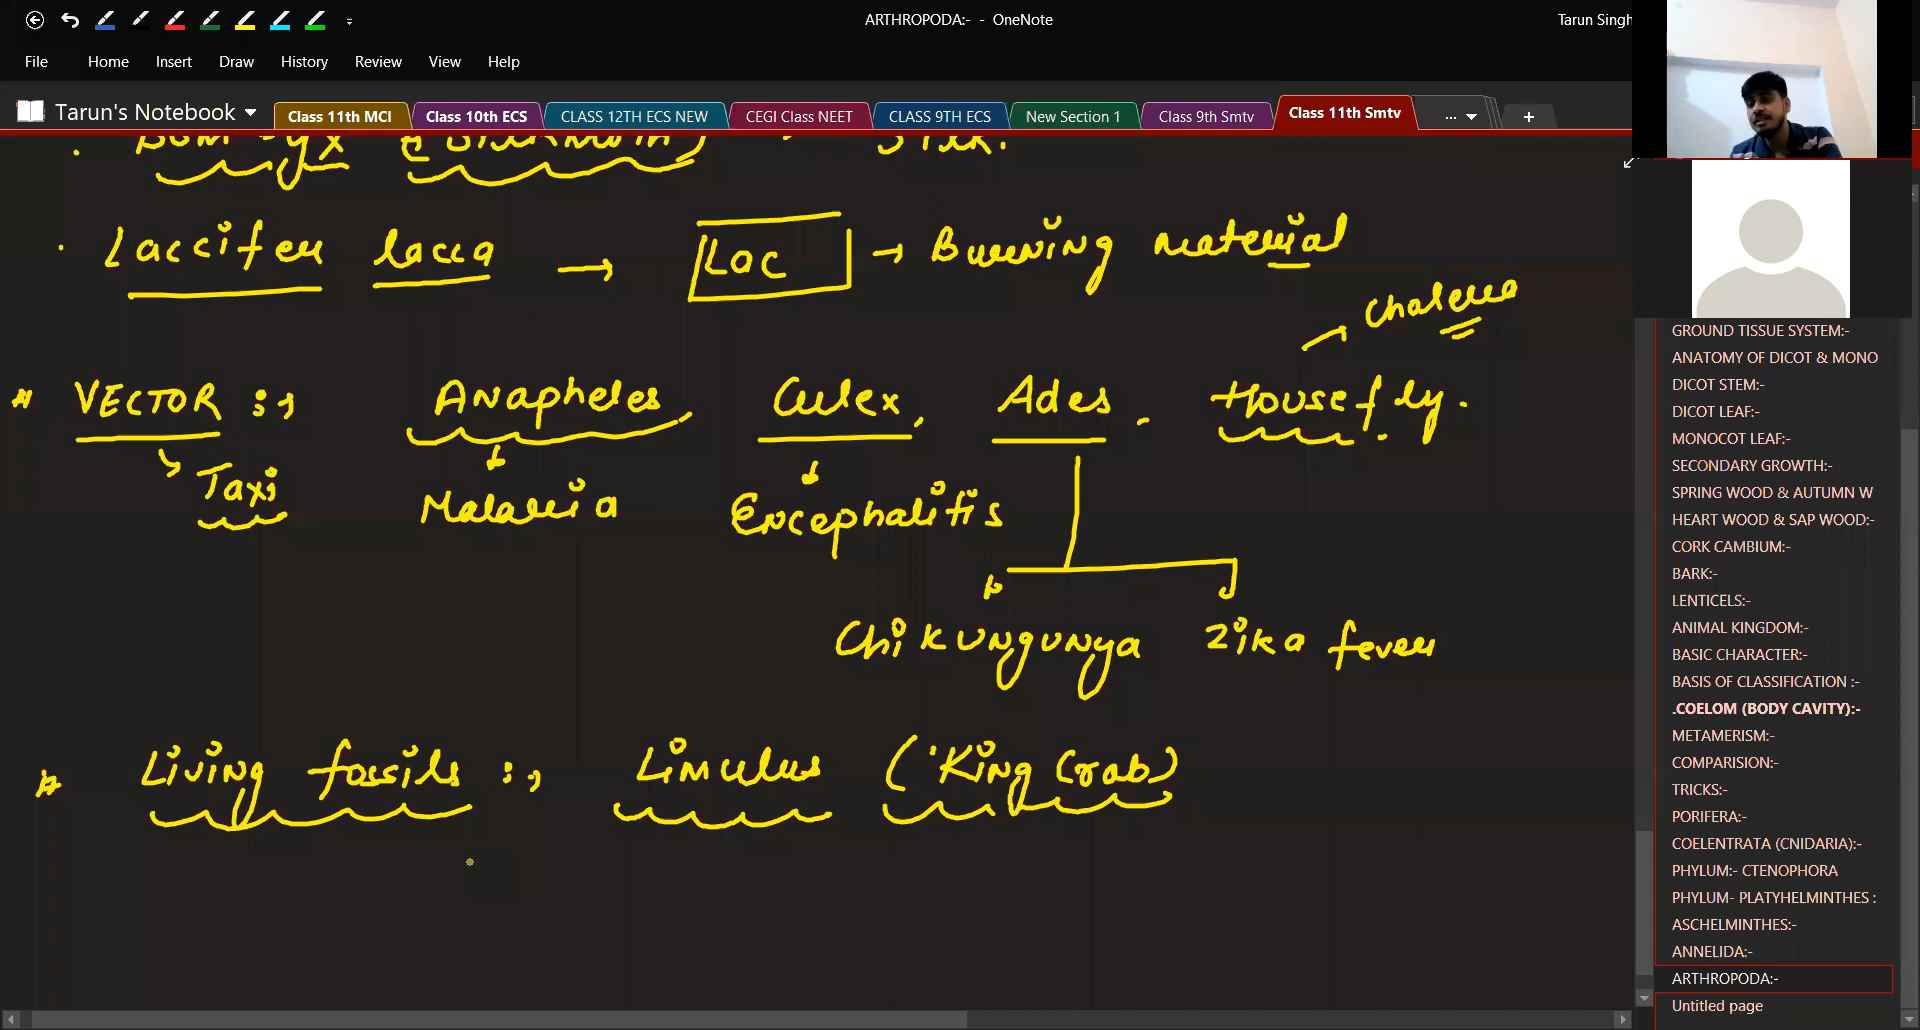 ARTHROPODA:- - OneNote
Tarun Singh
File Home Insert Draw History Review View Help
Tarun's Notebook
Class 11th MCI
Class 10th ECS
CLASS 12TH ECS NEW
CEGI Class NEET
CLASS 9TH ECS
New Section 1
Class 9th Smtv
Class 11th Smtv
...
+
Laccifer lacca → Lac → Burning material
Cholera
VECTOR :, Anapheles, Culex, Ades. Housefly.
Taxi
Malaria
Encephalitis
Chikungunya Zika fever
Living fossils :, Limulus ('King Crab)
GROUND TISSUE SYSTEM:-
ANATOMY OF DICOT & MONO
DICOT STEM:-
DICOT LEAF:-
MONOCOT LEAF:-
SECONDARY GROWTH:-
SPRING WOOD & AUTUMN W
HEART WOOD & SAP WOOD:-
CORK CAMBIUM:-
BARK:-
LENTICELS:-
ANIMAL KINGDOM:-
BASIC CHARACTER:-
BASIS OF CLASSIFICATION :-
.COELOM (BODY CAVITY):-
METAMERISM:-
COMPARISION:-
TRICKS:-
PORIFERA:-
COELENTRATA (CNIDARIA):-
PHYLUM:- CTENOPHORA
PHYLUM- PLATYHELMINTHES :
ASCHELMINTHES:-
ANNELIDA:-
ARTHROPODA:-
Untitled page